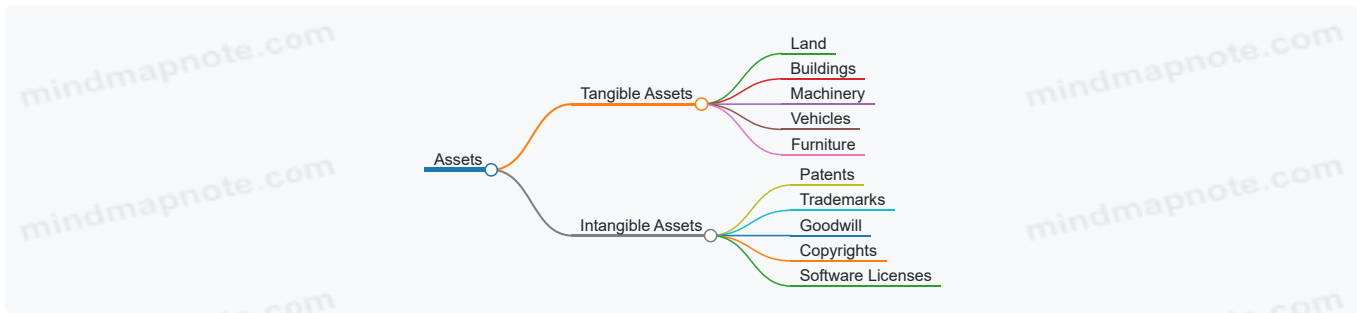 mindmapnote.com
mindmapnote.com
Land
Buildings
Tangible Assets
Machinery
Vehicles
Furniture
Assets
mindmapnote.com
mindmapnote.com
Patents
Trademarks
Intangible Assets
Goodwill
Copyrights
Software Licenses
mindmapnote.com
mindmapnote.com